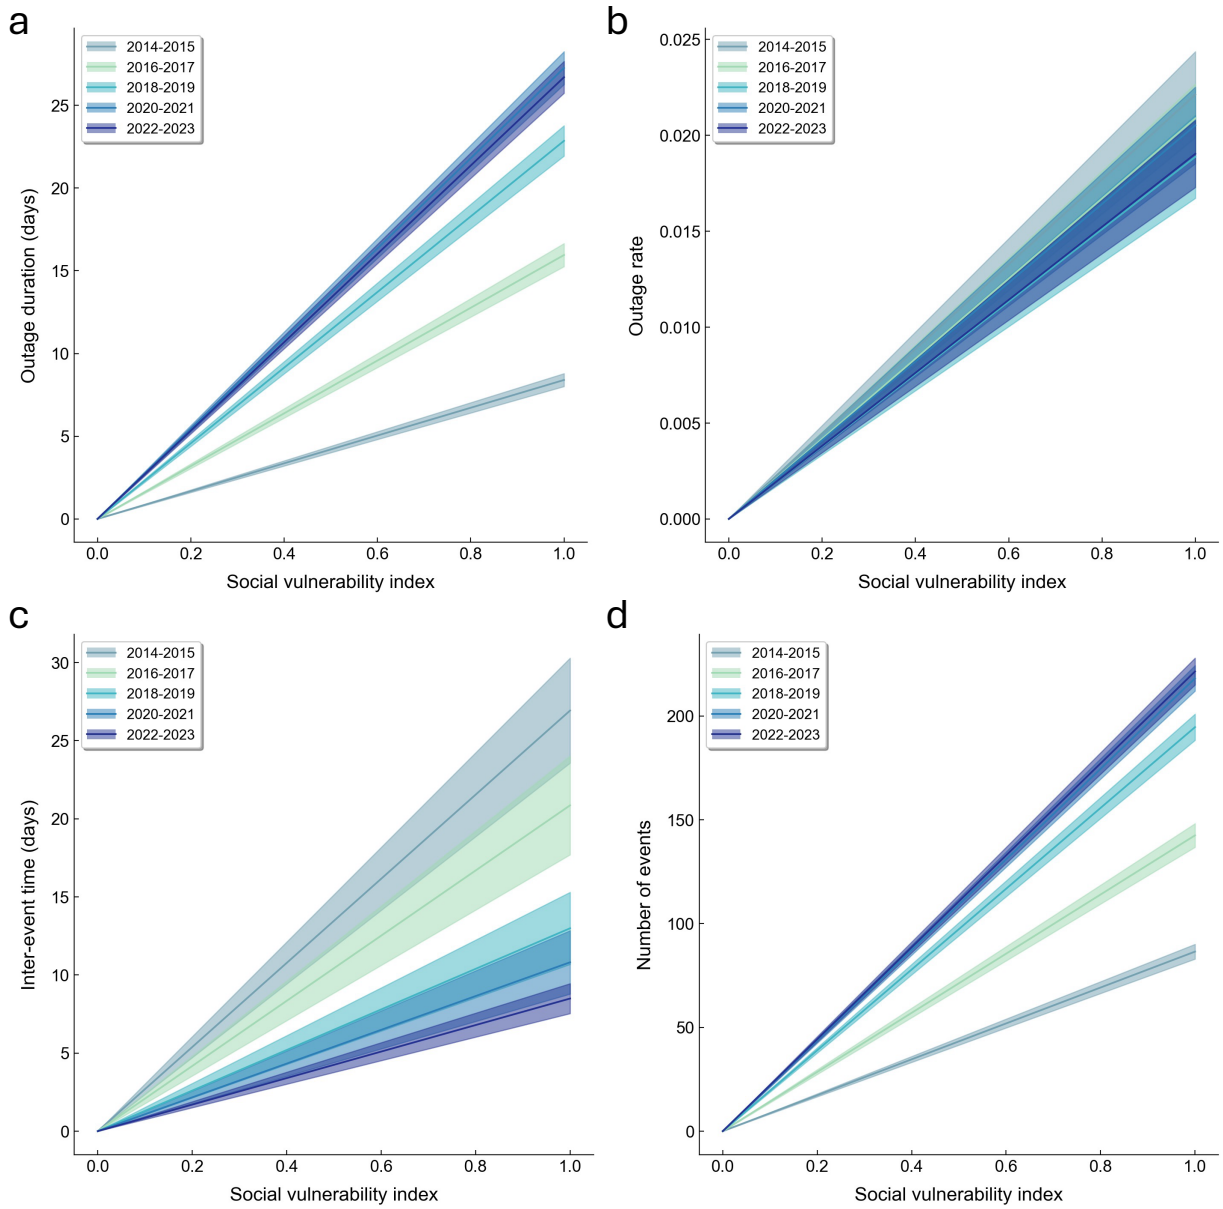 a
2014-2015
2016-2017
2018-2019
2020-2021
2022-2023
25
20
15
10
5
0
Outage duration (days)
0.0 0.2 0.4 0.6 0.8 1.0
Social vulnerability index
b
2014-2015
2016-2017
2018-2019
2020-2021
2022-2023
0.025
0.020
0.015
0.010
0.005
0.000
Outage rate
0.0 0.2 0.4 0.6 0.8 1.0
Social vulnerability index
c
2014-2015
2016-2017
2018-2019
2020-2021
2022-2023
30
25
20
15
10
5
0
Inter-event time (days)
0.0 0.2 0.4 0.6 0.8 1.0
Social vulnerability index
d
2014-2015
2016-2017
2018-2019
2020-2021
2022-2023
200
150
100
50
0
Number of events
0.0 0.2 0.4 0.6 0.8 1.0
Social vulnerability index